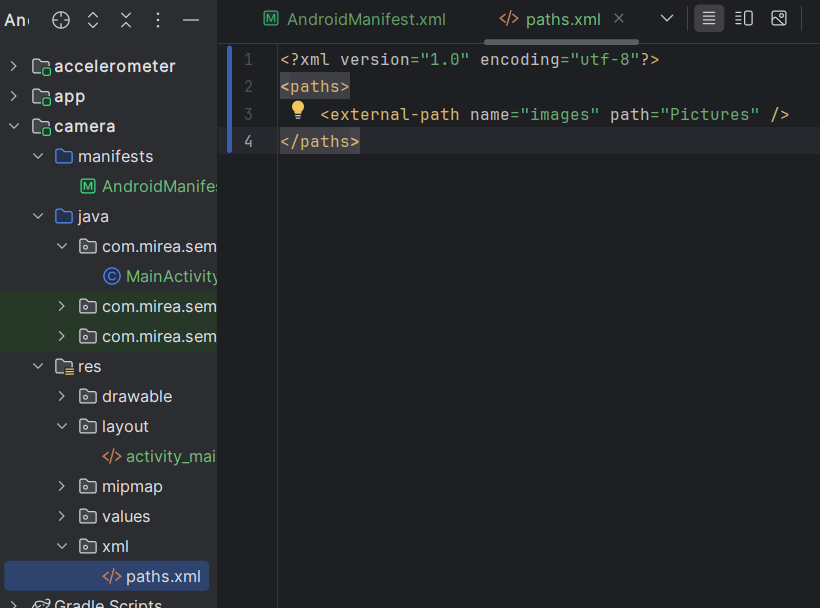 An
AndroidManifest.xml
paths.xml
accelerometer
app
camera
manifests
AndroidManifes
java
com.mirea.sem
MainActivity
com.mirea.sem
com.mirea.sem
res
drawable
layout
activity_mai
mipmap
values
xml
paths.xml
Gradle Scripts
1 <?xml version="1.0" encoding="utf-8"?>
2 <paths>
3 <external-path name="images" path="Pictures" />
4 </paths>